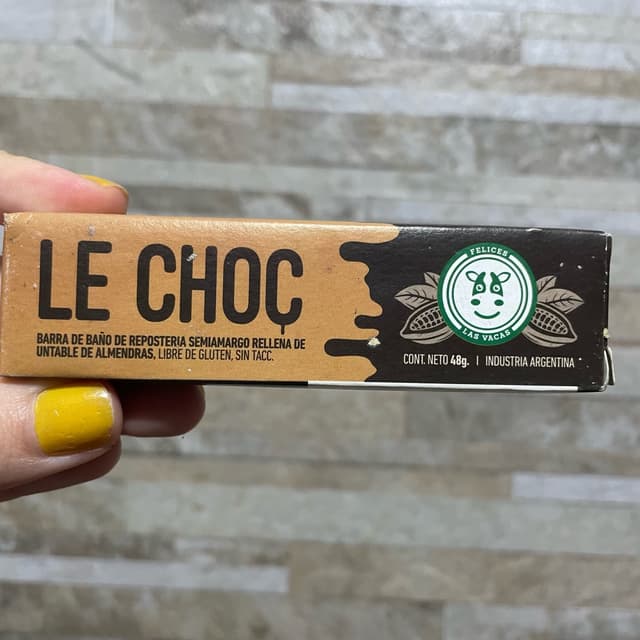 LE CHOÇ
BARRA DE BAÑO DE REPOSTERIA SEMIAMARGO RELLENA DE
UNTABLE DE ALMENDRAS, LIBRE DE GLUTEN, SIN TACC.
FELICES
LAS VACAS
CONT. NETO 48g. | INDUSTRIA ARGENTINA